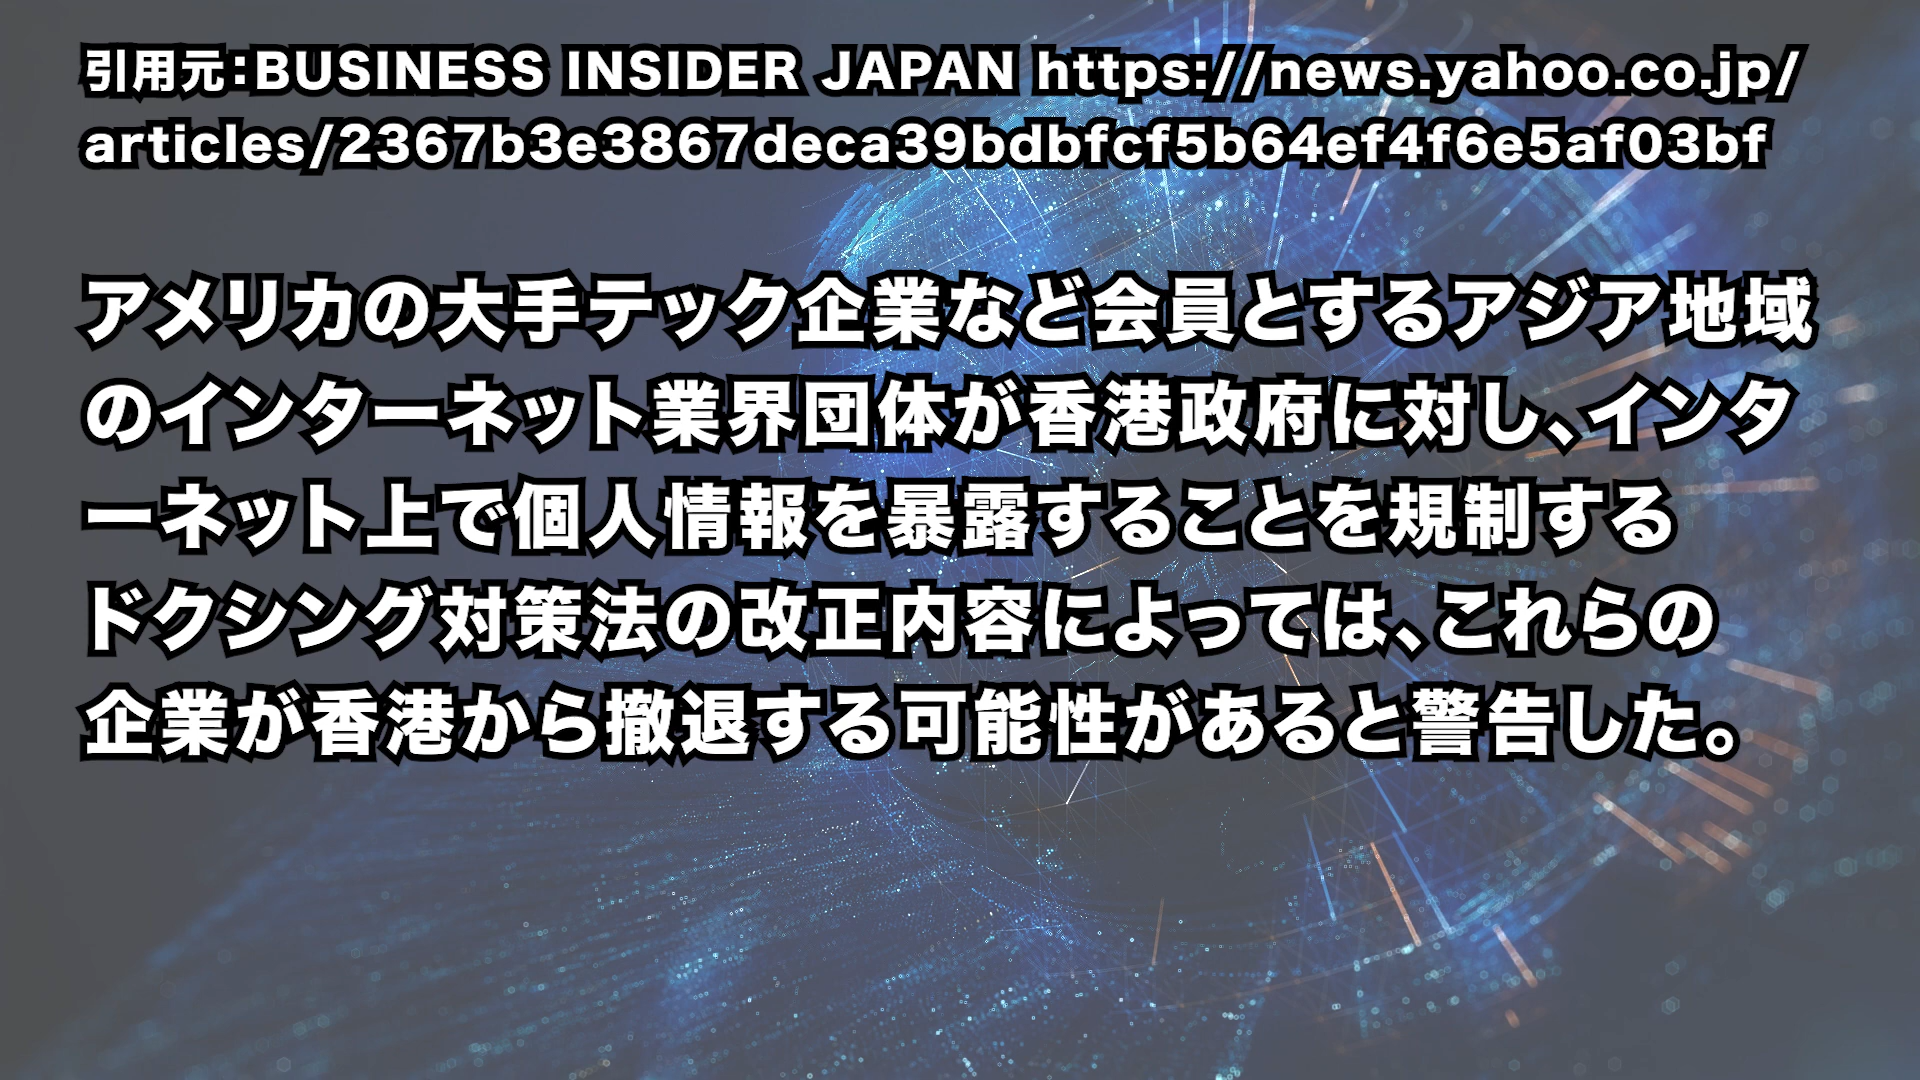 引用元：BUSINESS INSIDER JAPAN https://news.yahoo.co.jp/
articles/2367b3e3867deca39bdbfcf5b64ef4f6e5af03bf
アメリカの大手テック企業など会員とするアジア地域
のインターネット業界団体が香港政府に対し、インタ
ーネット上で個人情報を暴露することを規制する
ドクシング対策法の改正内容によっては、これらの
企業が香港から撤退する可能性があると警告した。